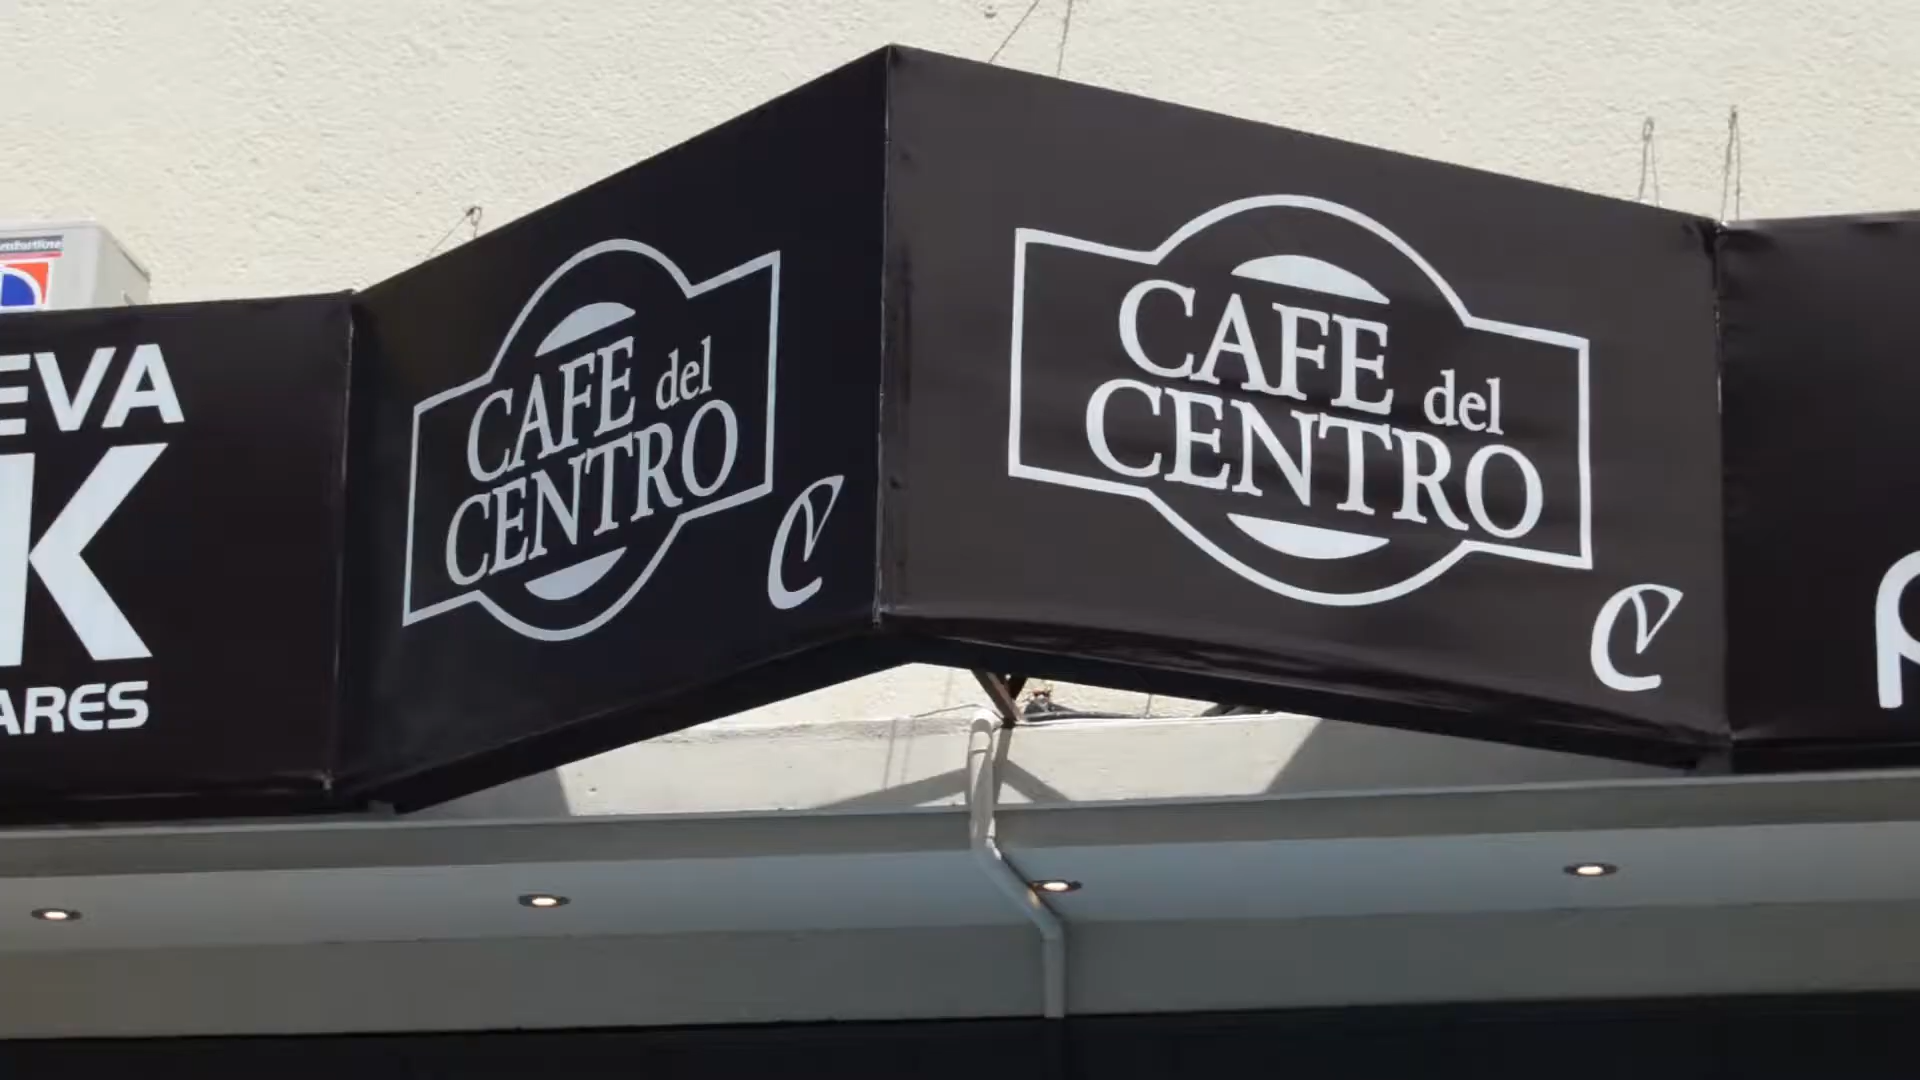 EVA
K
ARES
CAFE del
CENTRO
CAFE del
CENTRO